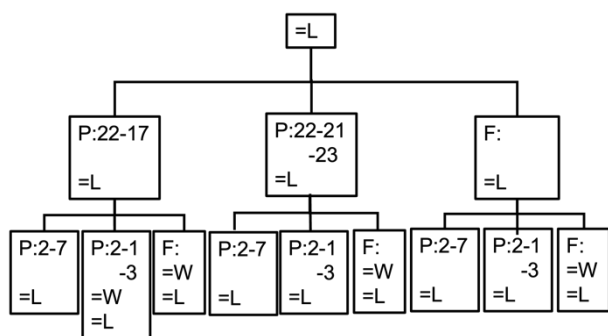 =L
P:22-17
=L
P:22-21
-23
=L
F:
=L
P:2-7
=L
P:2-1
-3
=W
=L
F:
=W
=L
P:2-7
=L
P:2-1
-3
=L
F:
=W
=L
P:2-7
=L
P:2-1
-3
=L
F:
=W
=L